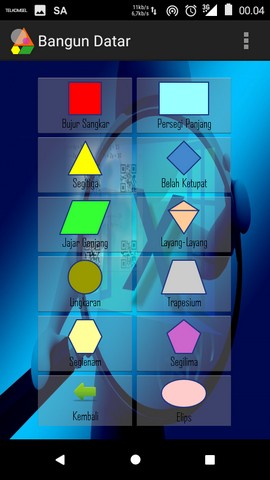 TELKOMSEL SA 11kb/s 6,7kb/s 3G 00.04
Bangun Datar
Bujur Sangkar Persegi Panjang
Segitiga Belah Ketupat
Jajar Genjang Layang-Layang
Lingkaran Trapesium
Segienam Segilima
Kembali Elips